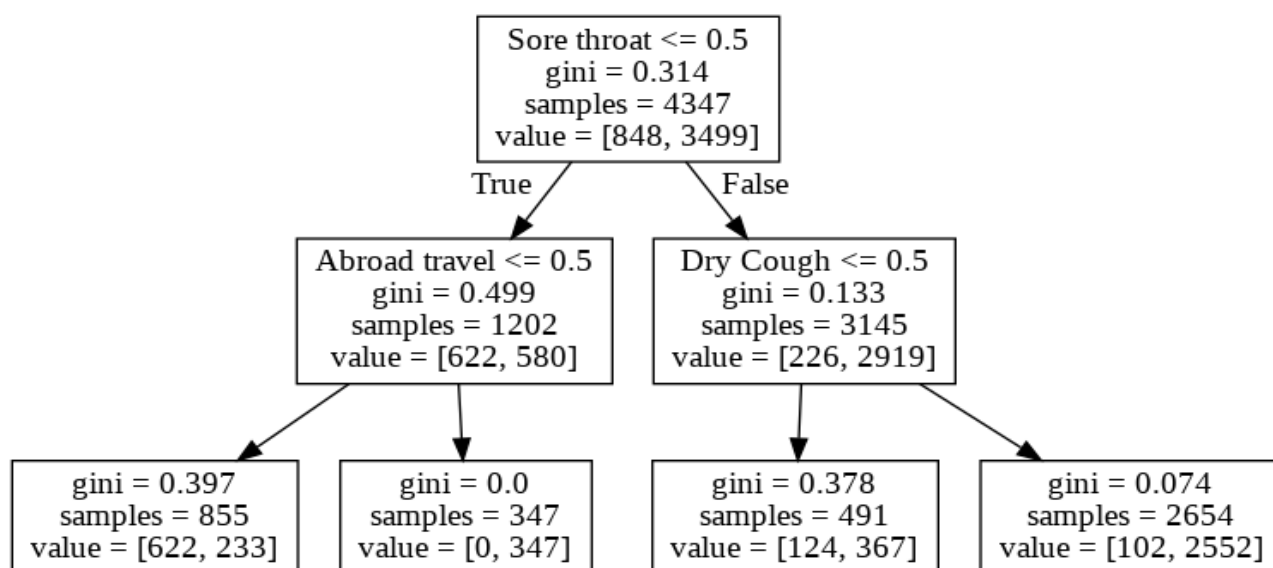 Sore throat <= 0.5
gini = 0.314
samples = 4347
value = [848, 3499]
True
False
Abroad travel <= 0.5
gini = 0.499
samples = 1202
value = [622, 580]
Dry Cough <= 0.5
gini = 0.133
samples = 3145
value = [226, 2919]
gini = 0.397
samples = 855
value = [622, 233]
gini = 0.0
samples = 347
value = [0, 347]
gini = 0.378
samples = 491
value = [124, 367]
gini = 0.074
samples = 2654
value = [102, 2552]